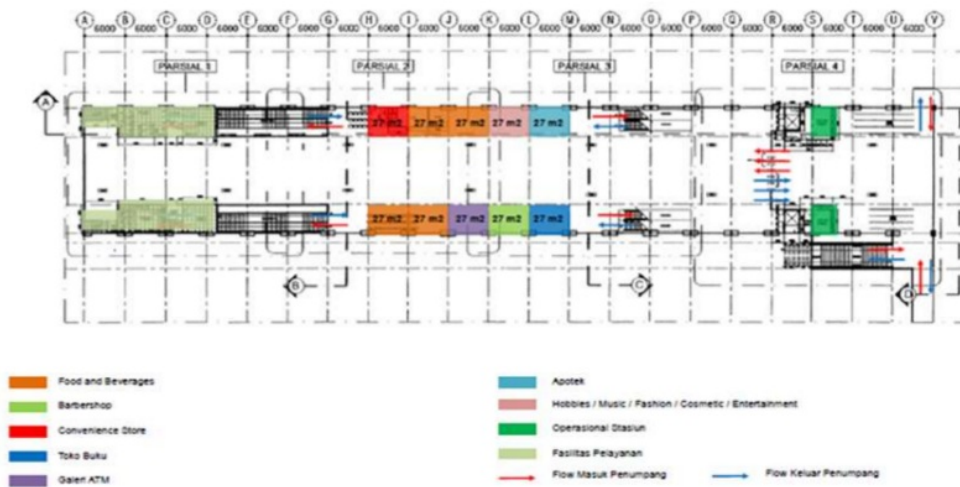 A B C D E F G H I J K L M N O P Q R S T U V
6000 6000 6000 6000 6000 6000 6000 6000 6000 6000 6000 6000 6000 6000 6000 6000 6000 6000 6000 6000 6000
PARSIAL 1 PARSIAL 2 PARSIAL 3 PARSIAL 4
A
27 m2 27 m2 27 m2 27 m2 27 m2
27 m2 27 m2 27 m2 27 m2 27 m2
B C D
Food and Beverages
Barbershop
Convenience Store
Toko Buku
Galeri ATM
Apotek
Hobbies / Music / Fashion / Cosmetic / Entertainment
Operasional Stasiun
Fasilitas Pelayanan
Flow Masuk Penumpang Flow Keluar Penumpang